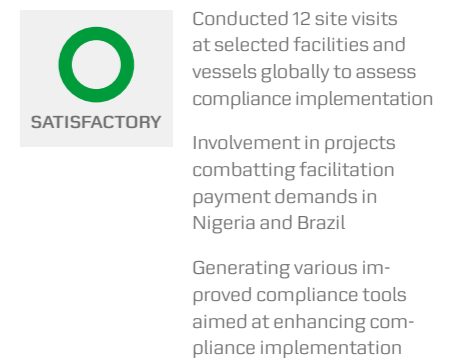 SATISFACTORY
Conducted 12 site visits
at selected facilities and
vessels globally to assess
compliance implementation
Involvement in projects
combatting facilitation
payment demands in
Nigeria and Brazil
Generating various im-
proved compliance tools
aimed at enhancing com-
pliance implementation